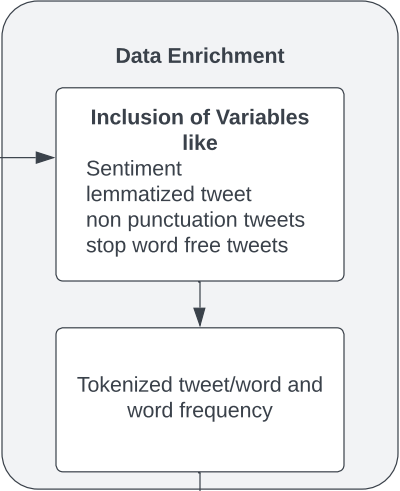 Data Enrichment
Inclusion of Variables
like
Sentiment
lemmatized tweet
non punctuation tweets
stop word free tweets
Tokenized tweet/word and
word frequency